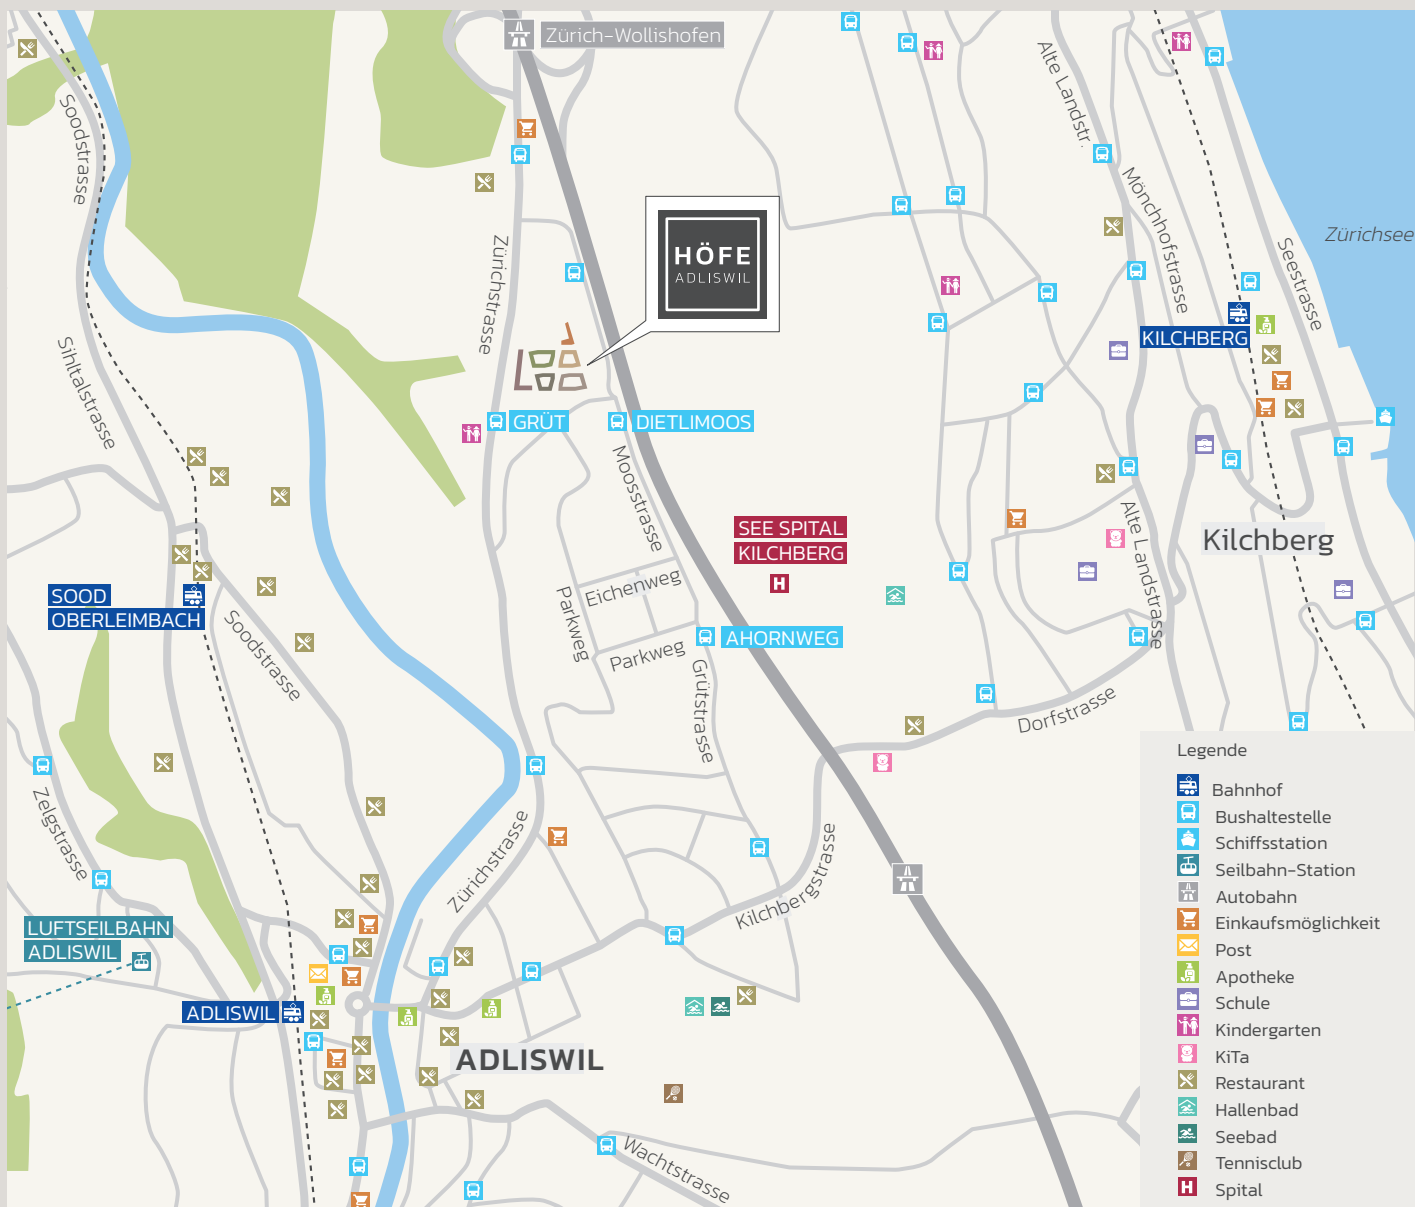 Zürich-Wollishofen
Soodstrasse
Alte Landstr.
Mönchhofstrasse
Zürichsee
HÖFE
ADLISWIL
Zürichstrasse
Seestrasse
KILCHBERG
Sihltalstrasse
GRÜT
DIETLIMOOS
Moosstrasse
SEE SPITAL
KILCHBERG
H
Alte Landstrasse
Kilchberg
SOOD
OBERLEIMBACH
Eichenweg
Parkweg
Parkweg
AHORNWEG
Soodstrasse
Grütstrasse
Dorfstrasse
Zelgstrasse
Zürichstrasse
Kilchbergstrasse
LUFTSEILBAHN
ADLISWIL
ADLISWIL
ADLISWIL
Wachtstrasse
Legende
Bahnhof
Bushaltestelle
Schiffsstation
Seilbahn-Station
Autobahn
Einkaufsmöglichkeit
Post
Apotheke
Schule
Kindergarten
KiTa
Restaurant
Hallenbad
Seebad
Tennisclub
H Spital